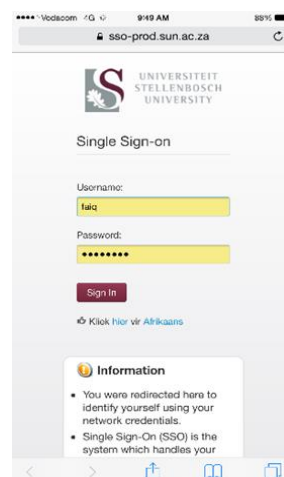 Vodacom 4G 9:49 AM 88%
sso-prod.sun.ac.za
UNIVERSITEIT
STELLENBOSCH
UNIVERSITY
Single Sign-on
Username:
faiq
Password:
••••••••
Sign In
Kliek hier vir Afrikaans
Information
• You were redirected here to
identify yourself using your
network credentials.
• Single Sign-On (SSO) is the
system which handles your